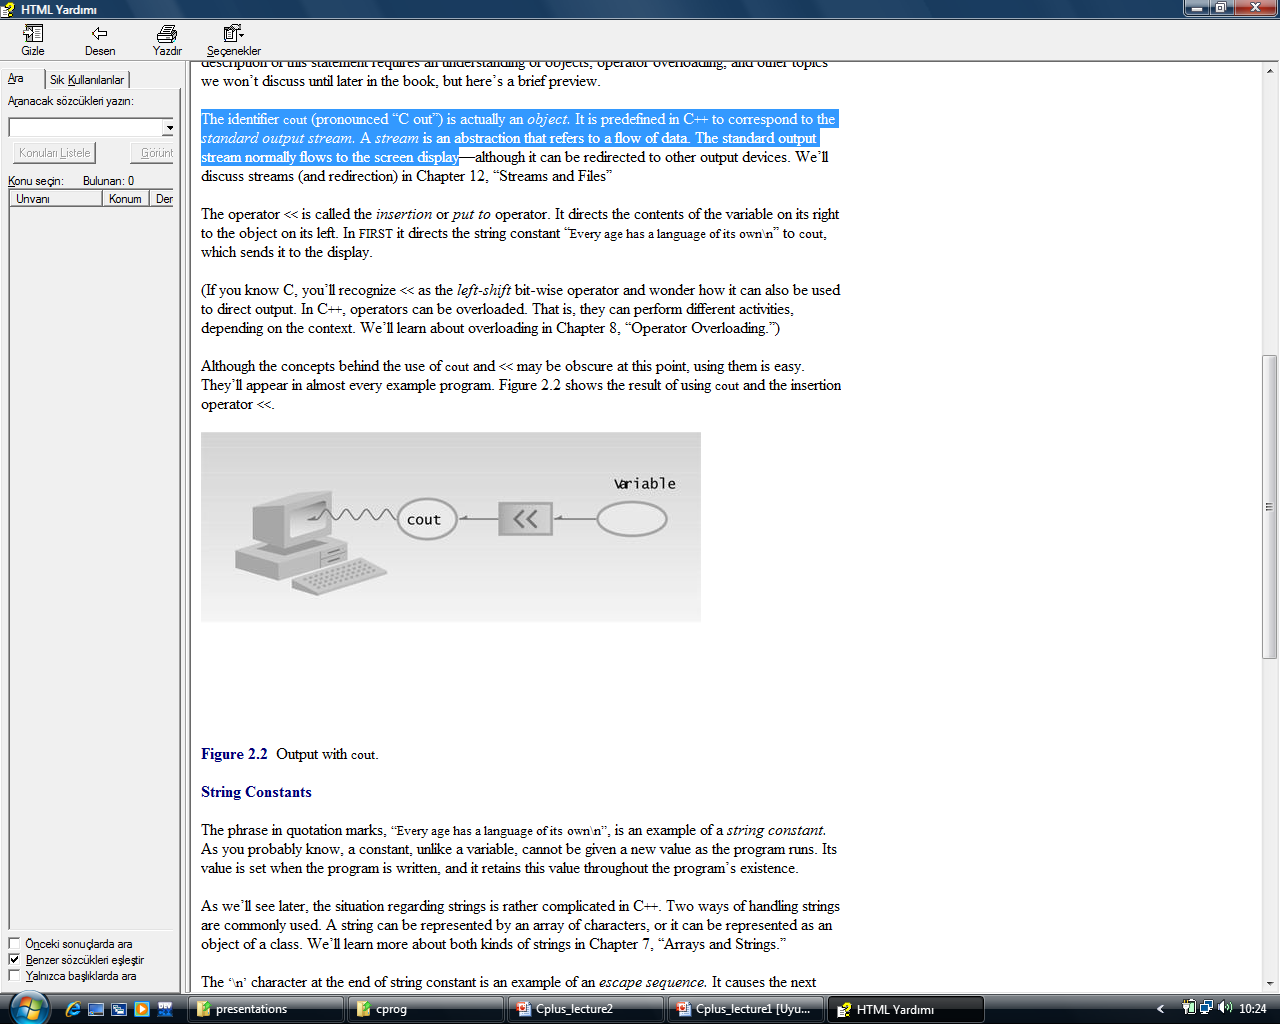 HTML Yardımı
Gizle
Desen
Yazdır
Seçenekler
Ara
Sık Kullanılanlar
Aranacak sözcükleri yazın:
Konuları Listele
Görünt
Konu seçin: Bulunan: 0
Unvanı Konum Der
Önceki sonuçlarda ara
Benzer sözcükleri eşleştir
Yalnızca başlıklarda ara
description of this statement requires an understanding of objects, operator overloading, and other topics
we won’t discuss until later in the book, but here’s a brief preview.
The identifier cout (pronounced “C out”) is actually an object. It is predefined in C++ to correspond to the
standard output stream. A stream is an abstraction that refers to a flow of data. The standard output
stream normally flows to the screen display—although it can be redirected to other output devices. We’ll
discuss streams (and redirection) in Chapter 12, “Streams and Files”
The operator << is called the insertion or put to operator. It directs the contents of the variable on its right
to the object on its left. In FIRST it directs the string constant “Every age has a language of its own\n” to cout,
which sends it to the display.
(If you know C, you’ll recognize << as the left-shift bit-wise operator and wonder how it can also be used
to direct output. In C++, operators can be overloaded. That is, they can perform different activities,
depending on the context. We’ll learn about overloading in Chapter 8, “Operator Overloading.”)
Although the concepts behind the use of cout and << may be obscure at this point, using them is easy.
They’ll appear in almost every example program. Figure 2.2 shows the result of using cout and the insertion
operator <<.
Variable
cout
<<
Figure 2.2 Output with cout.
String Constants
The phrase in quotation marks, “Every age has a language of its own\n”, is an example of a string constant.
As you probably know, a constant, unlike a variable, cannot be given a new value as the program runs. Its
value is set when the program is written, and it retains this value throughout the program’s existence.
As we’ll see later, the situation regarding strings is rather complicated in C++. Two ways of handling strings
are commonly used. A string can be represented by an array of characters, or it can be represented as an
object of a class. We’ll learn more about both kinds of strings in Chapter 7, “Arrays and Strings.”
The ‘\n’ character at the end of string constant is an example of an escape sequence. It causes the next
presentations
cprog
Cplus_lecture2
Cplus_lecture1 [Uyu...
HTML Yardımı
10:24